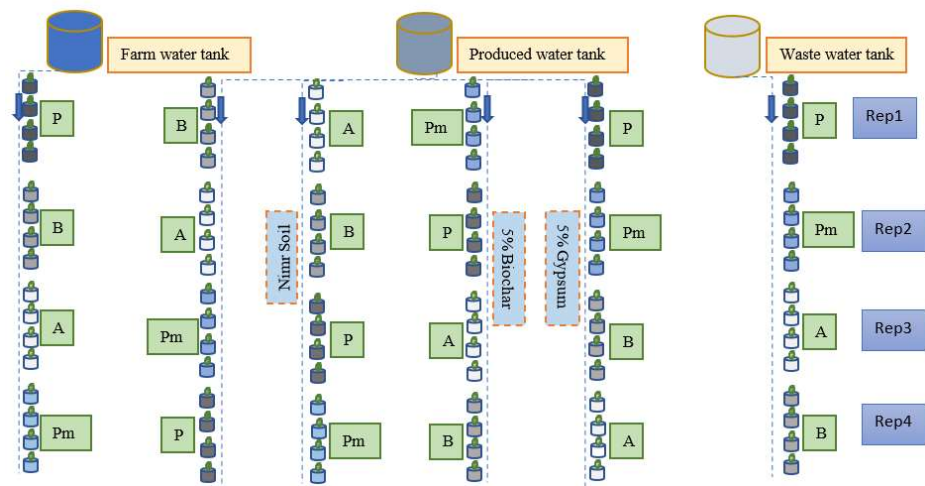 Farm water tank
Produced water tank
Waste water tank
P
B
A
Pm
P
P
Rep1
B
A
B
P
Pm
Pm
Rep2
Nimr Soil
5% Biochar
5% Gypsum
A
Pm
P
A
B
A
Rep3
Pm
P
Pm
B
A
B
Rep4